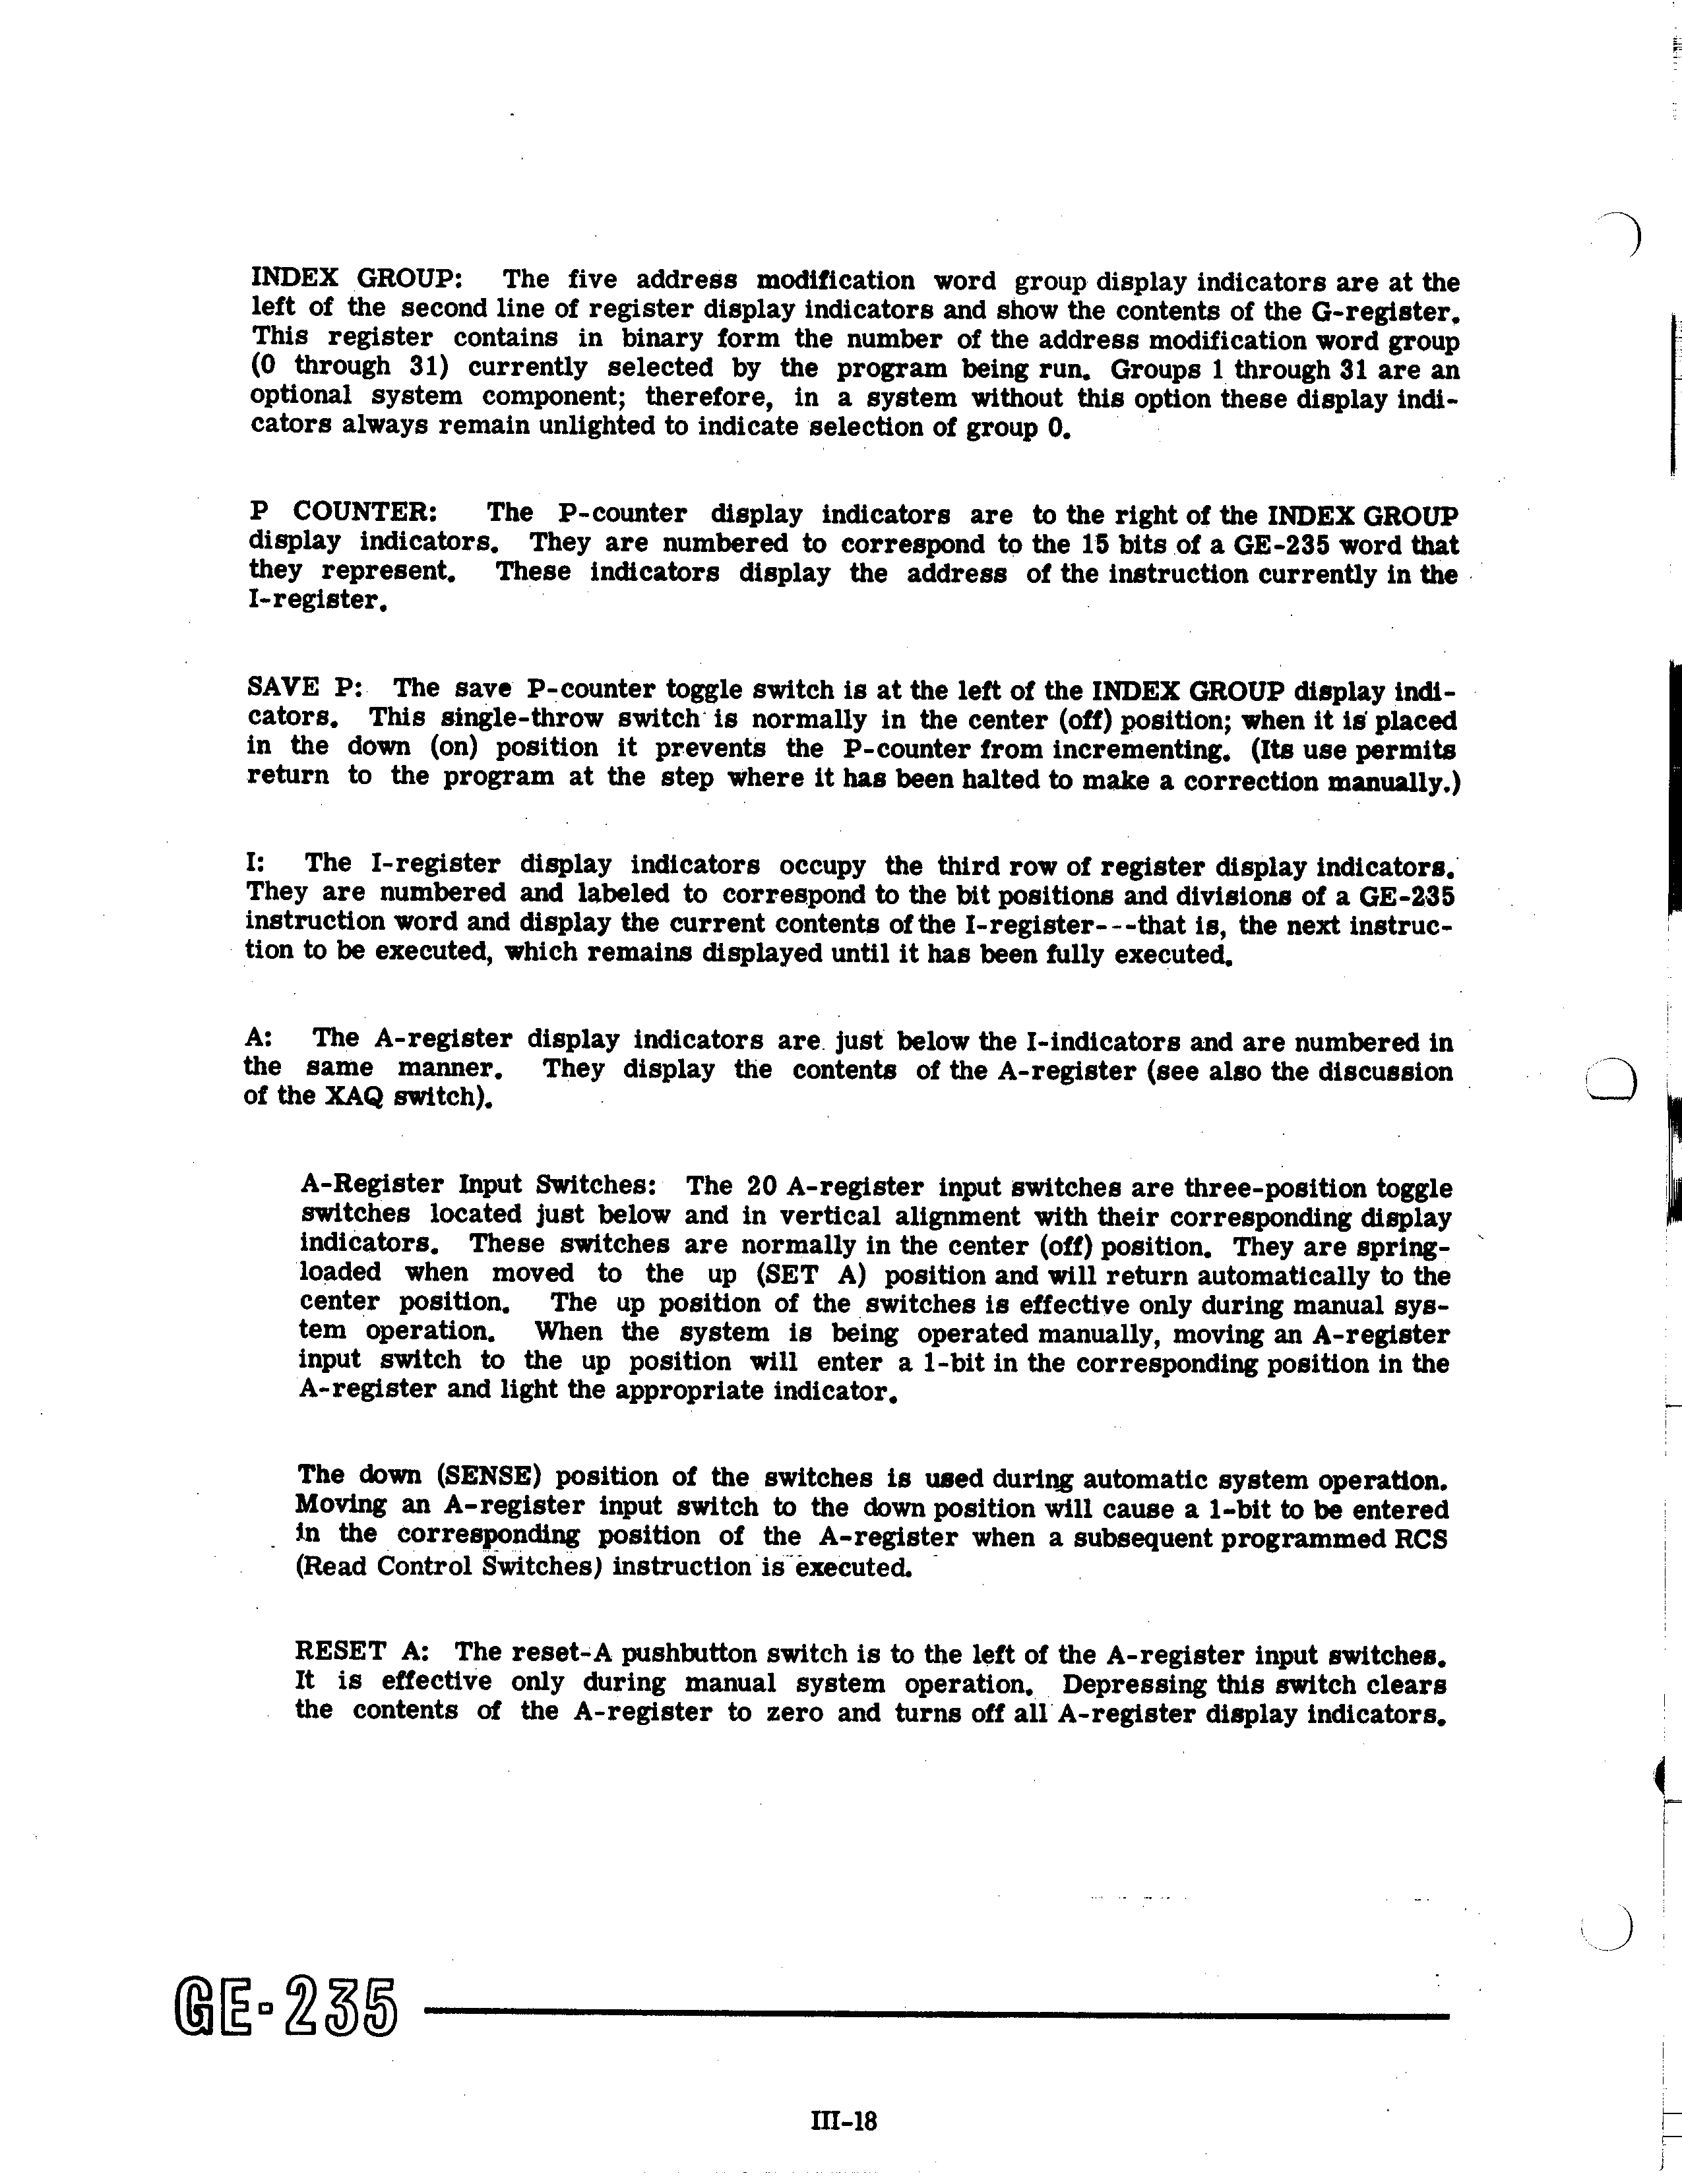 INDEX GROUP: The five address modification word group display indicators are at the
left of the second line of register display indicators and show the contents of the G-register.
This register contains in binary form the number of the address modification word group
(0 through 31) currently selected by the program being run. Groups 1 through 31 are an
optional system component; therefore, in a system without this option these display indi-
cators always remain unlighted to indicate selection of group 0.
P COUNTER: The P-counter display indicators are to the right of the INDEX GROUP
display indicators. They are numbered to correspond to the 15 bits of a GE-235 word that
they represent. These indicators display the address of the instruction currently in the
I-register.
SAVE P: The save P-counter toggle switch is at the left of the INDEX GROUP display indi-
cators. This single-throw switch is normally in the center (off) position; when it is placed
in the down (on) position it prevents the P-counter from incrementing. (Its use permits
return to the program at the step where it has been halted to make a correction manually.)
I: The I-register display indicators occupy the third row of register display indicators.
They are numbered and labeled to correspond to the bit positions and divisions of a GE-235
instruction word and display the current contents of the I-register---that is, the next instruc-
tion to be executed, which remains displayed until it has been fully executed.
A: The A-register display indicators are just below the I-indicators and are numbered in
the same manner. They display the contents of the A-register (see also the discussion
of the XAQ switch).
A-Register Input Switches: The 20 A-register input switches are three-position toggle
switches located just below and in vertical alignment with their corresponding display
indicators. These switches are normally in the center (off) position. They are spring-
loaded when moved to the up (SET A) position and will return automatically to the
center position. The up position of the switches is effective only during manual sys-
tem operation. When the system is being operated manually, moving an A-register
input switch to the up position will enter a 1-bit in the corresponding position in the
A-register and light the appropriate indicator.
The down (SENSE) position of the switches is used during automatic system operation.
Moving an A-register input switch to the down position will cause a 1-bit to be entered
in the corresponding position of the A-register when a subsequent programmed RCS
(Read Control Switches) instruction is executed.
RESET A: The reset-A pushbutton switch is to the left of the A-register input switches.
It is effective only during manual system operation. Depressing this switch clears
the contents of the A-register to zero and turns off all A-register display indicators.
GE-235
III-18